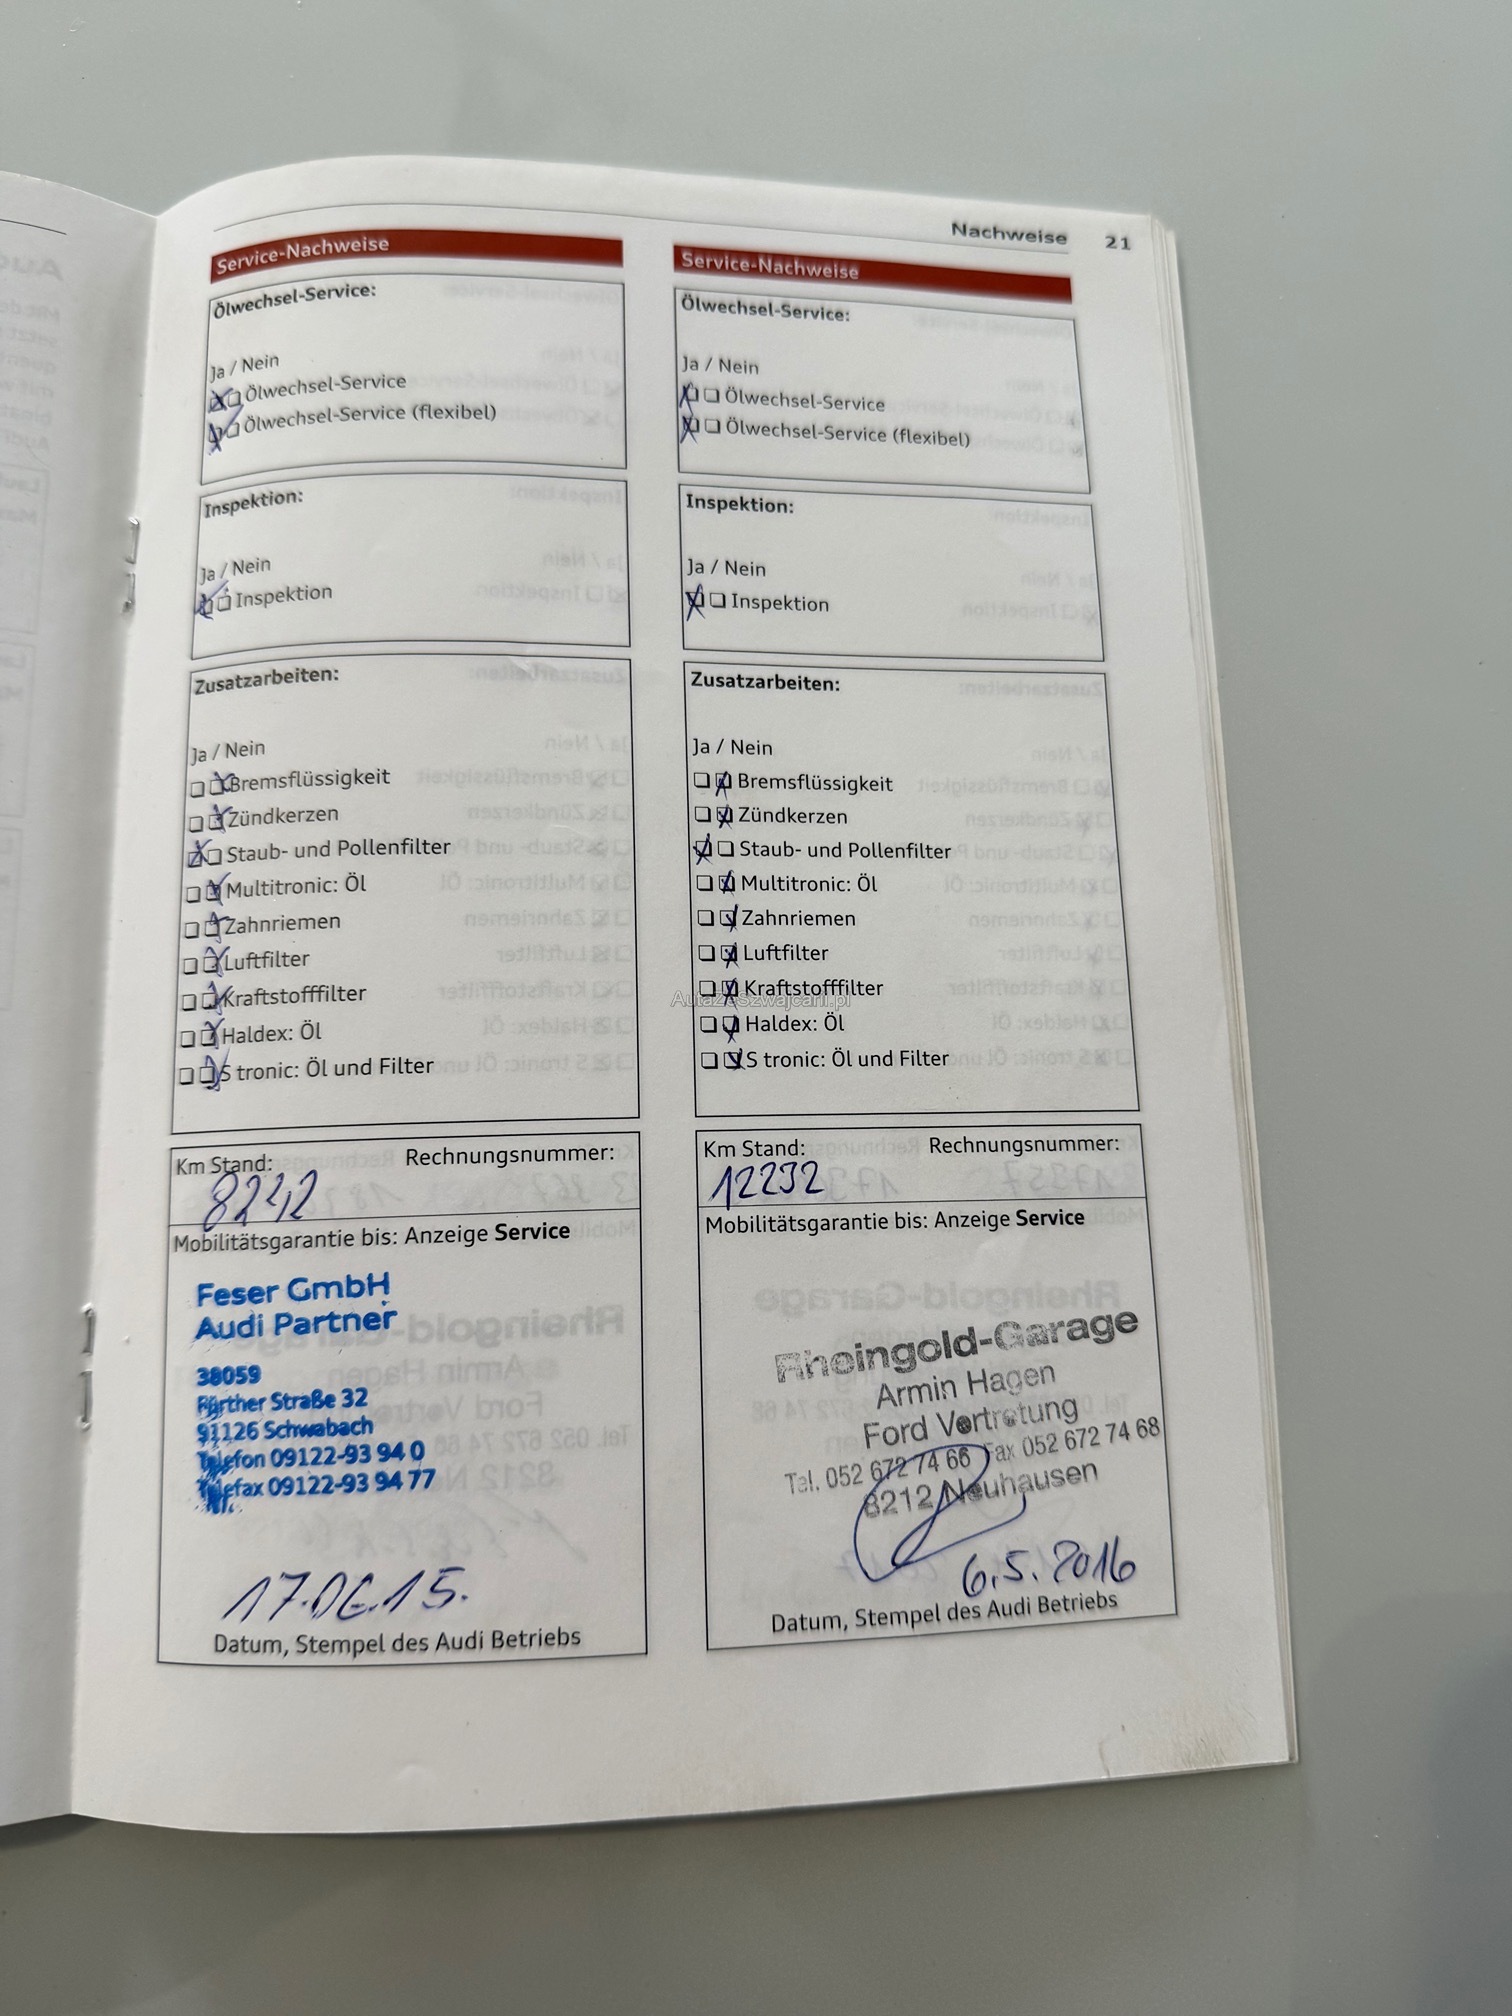 Nachweise 21
Service-Nachweise
Ölwechsel-Service:
Ja / Nein
Ölwechsel-Service
Ölwechsel-Service (flexibel)
Inspektion:
Ja / Nein
Inspektion
Zusatzarbeiten:
Ja / Nein
Bremsflüssigkeit
Zündkerzen
Staub- und Pollenfilter
Multitronic: Öl
Zahnriemen
Luftfilter
Kraftstofffilter
Haldex: Öl
S tronic: Öl und Filter
Km Stand: Rechnungsnummer:
8242
Mobilitätsgarantie bis: Anzeige Service
Feser GmbH
Audi Partner
38059
Fürther Straße 32
91126 Schwabach
Telefon 09122-93 94 0
Telefax 09122-93 94 77
17.06.15.
Datum, Stempel des Audi Betriebs
Service-Nachweise
Ölwechsel-Service:
Ja / Nein
Ölwechsel-Service
Ölwechsel-Service (flexibel)
Inspektion:
Ja / Nein
Inspektion
Zusatzarbeiten:
Ja / Nein
Bremsflüssigkeit
Zündkerzen
Staub- und Pollenfilter
Multitronic: Öl
Zahnriemen
Luftfilter
Kraftstofffilter
Haldex: Öl
S tronic: Öl und Filter
Km Stand: Rechnungsnummer:
12232
Mobilitätsgarantie bis: Anzeige Service
Rheingold-Garage
Armin Hagen
Ford Vertretung
Tel. 052 672 74 66 Fax 052 672 74 68
8212 Neuhausen
6.5.2016
Datum, Stempel des Audi Betriebs
AutazeSzwajcarii.pl